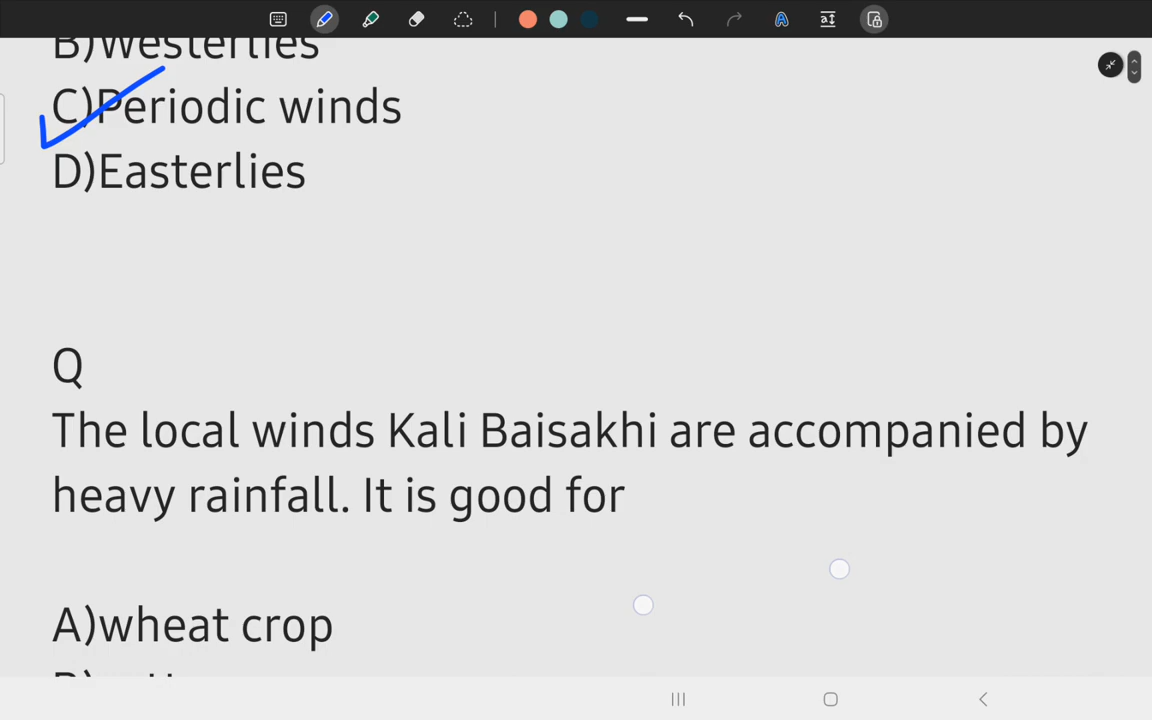 B)Westerlies
C)Periodic winds
D)Easterlies
Q
The local winds Kali Baisakhi are accompanied by
heavy rainfall. It is good for
A)wheat crop